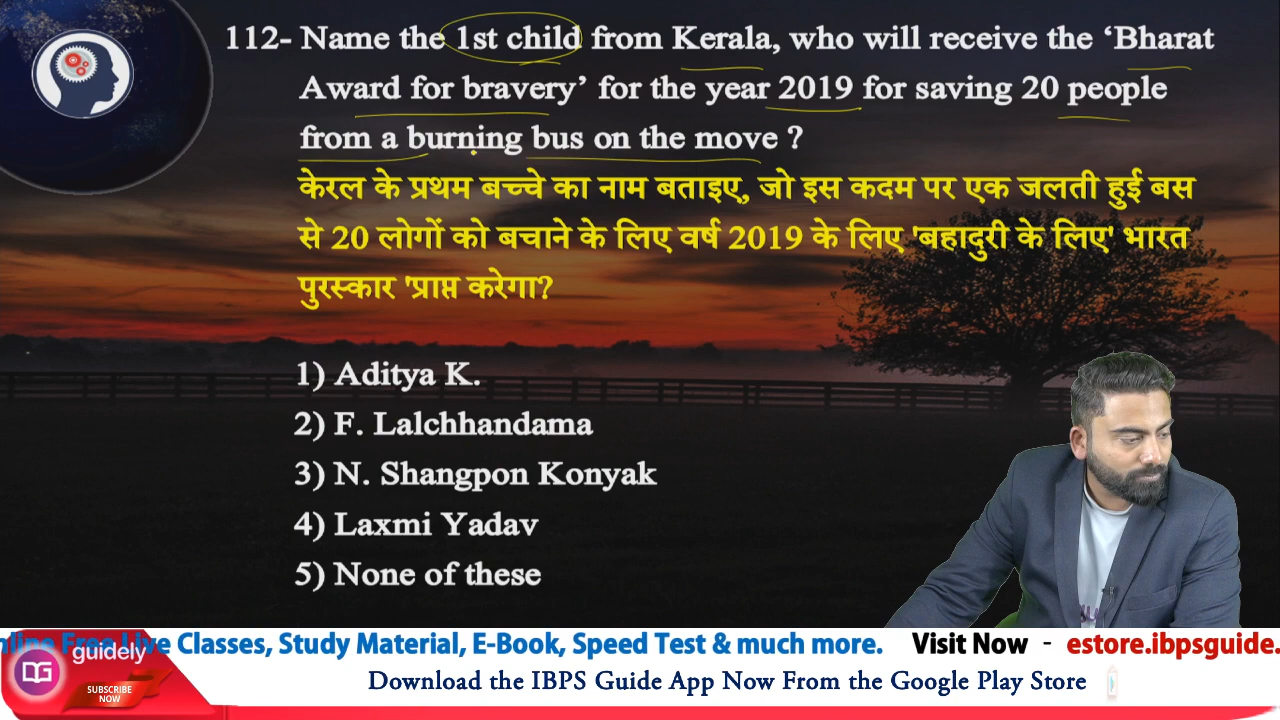 112- Name the 1st child from Kerala, who will receive the ‘Bharat
Award for bravery’ for the year 2019 for saving 20 people
from a burning bus on the move ?
केरल के प्रथम बच्चे का नाम बताइए, जो इस कदम पर एक जलती हुई बस
से 20 लोगों को बचाने के लिए वर्ष 2019 के लिए 'बहादुरी के लिए' भारत
पुरस्कार 'प्राप्त करेगा?
1) Aditya K.
2) F. Lalchhandama
3) N. Shangpon Konyak
4) Laxmi Yadav
5) None of these
Free Live Classes, Study Material, E-Book, Speed Test & much more. Visit Now - estore.ibpsguide.
guidely
SUBSCRIBE
NOW
Download the IBPS Guide App Now From the Google Play Store